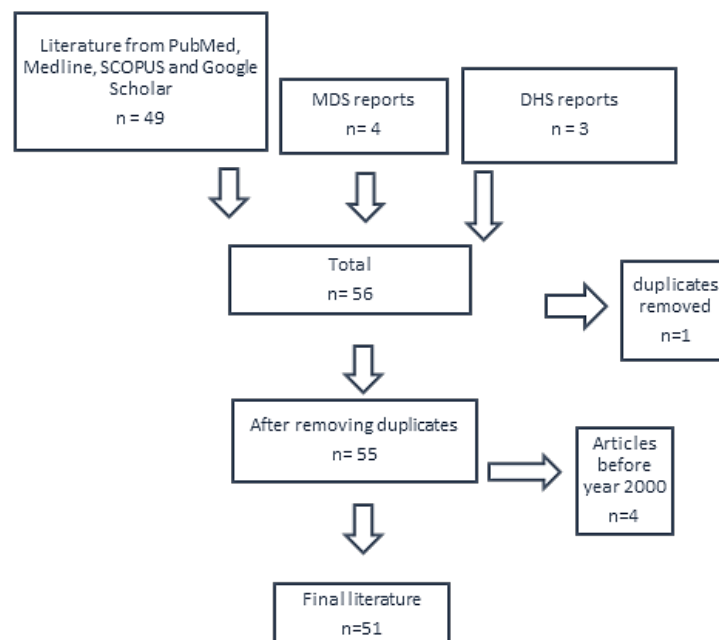 Literature from PubMed,
Medline, SCOPUS and Google
Scholar
n = 49
MDS reports
n= 4
DHS reports
n = 3
Total
n= 56
duplicates
removed
n=1
After removing duplicates
n= 55
Articles
before
year 2000
n=4
Final literature
n=51